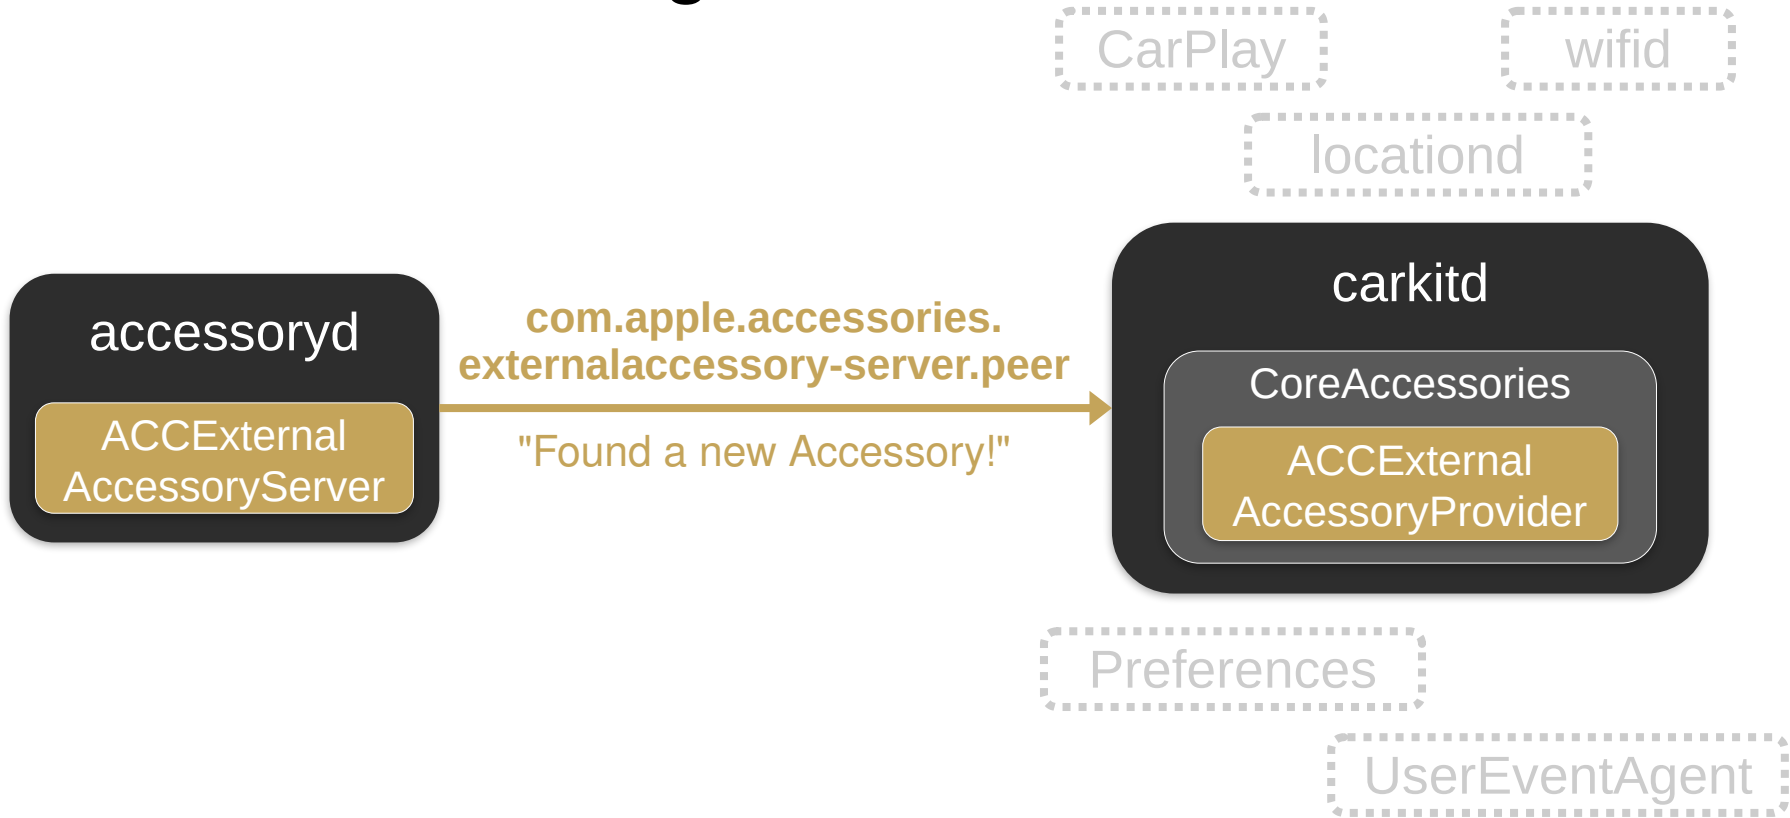 CarPlay
wifid
locationd
accessoryd
ACCExternal
AccessoryServer
com.apple.accessories.
externalaccessory-server.peer
"Found a new Accessory!"
carkitd
CoreAccessories
ACCExternal
AccessoryProvider
Preferences
UserEventAgent